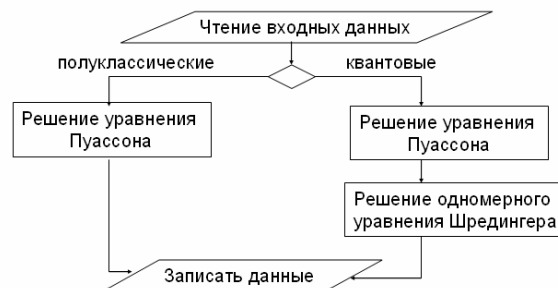 Чтение входных данных
полуклассические
квантовые
Решение уравнения
Пуассона
Решение уравнения
Пуассона
Решение одномерного
уравнения Шредингера
Записать данные